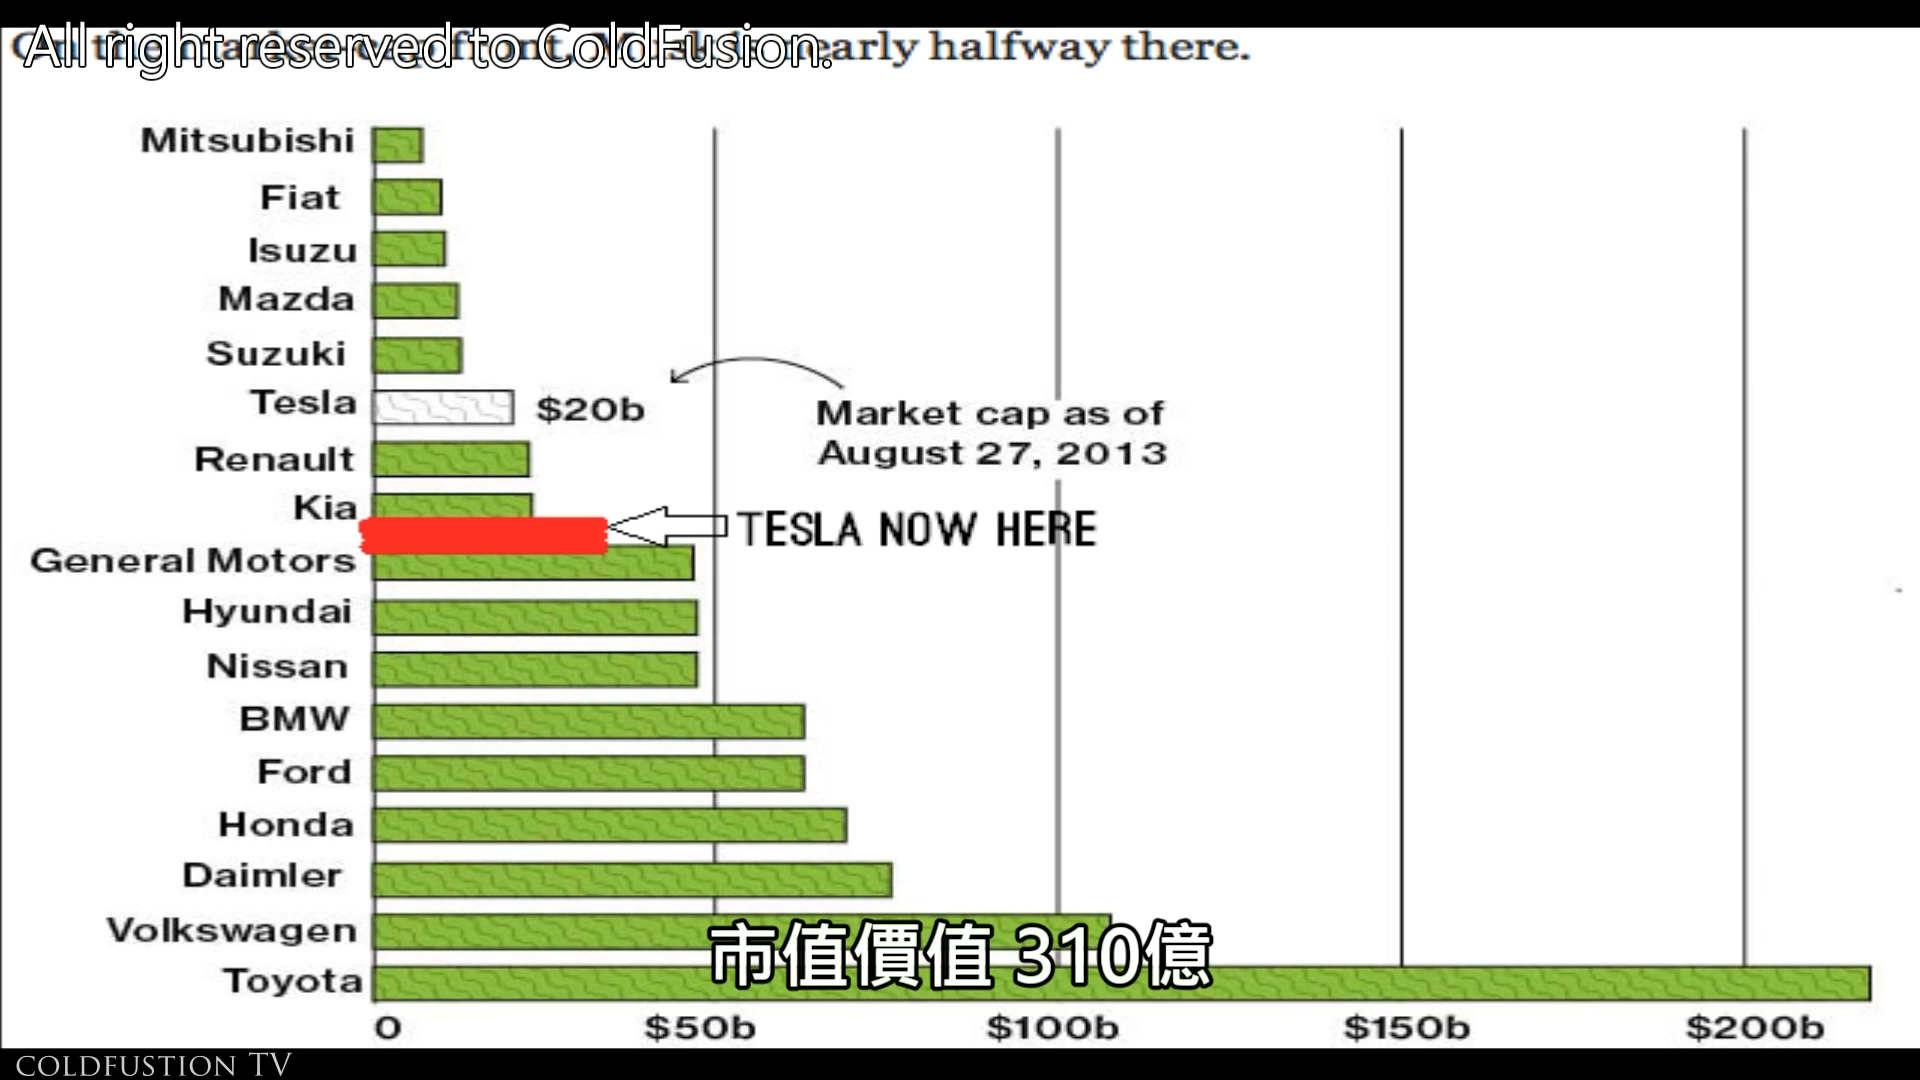 All right reserved to ColdFusion.
nearly halfway there.
Mitsubishi
Fiat
Isuzu
Mazda
Suzuki
Tesla $20b
Market cap as of
August 27, 2013
Renault
Kia
TESLA NOW HERE
General Motors
Hyundai
Nissan
BMW
Ford
Honda
Daimler
Volkswagen
市值價值 310億
Toyota
0 $50b $100b $150b $200b
COLDFUSTION TV